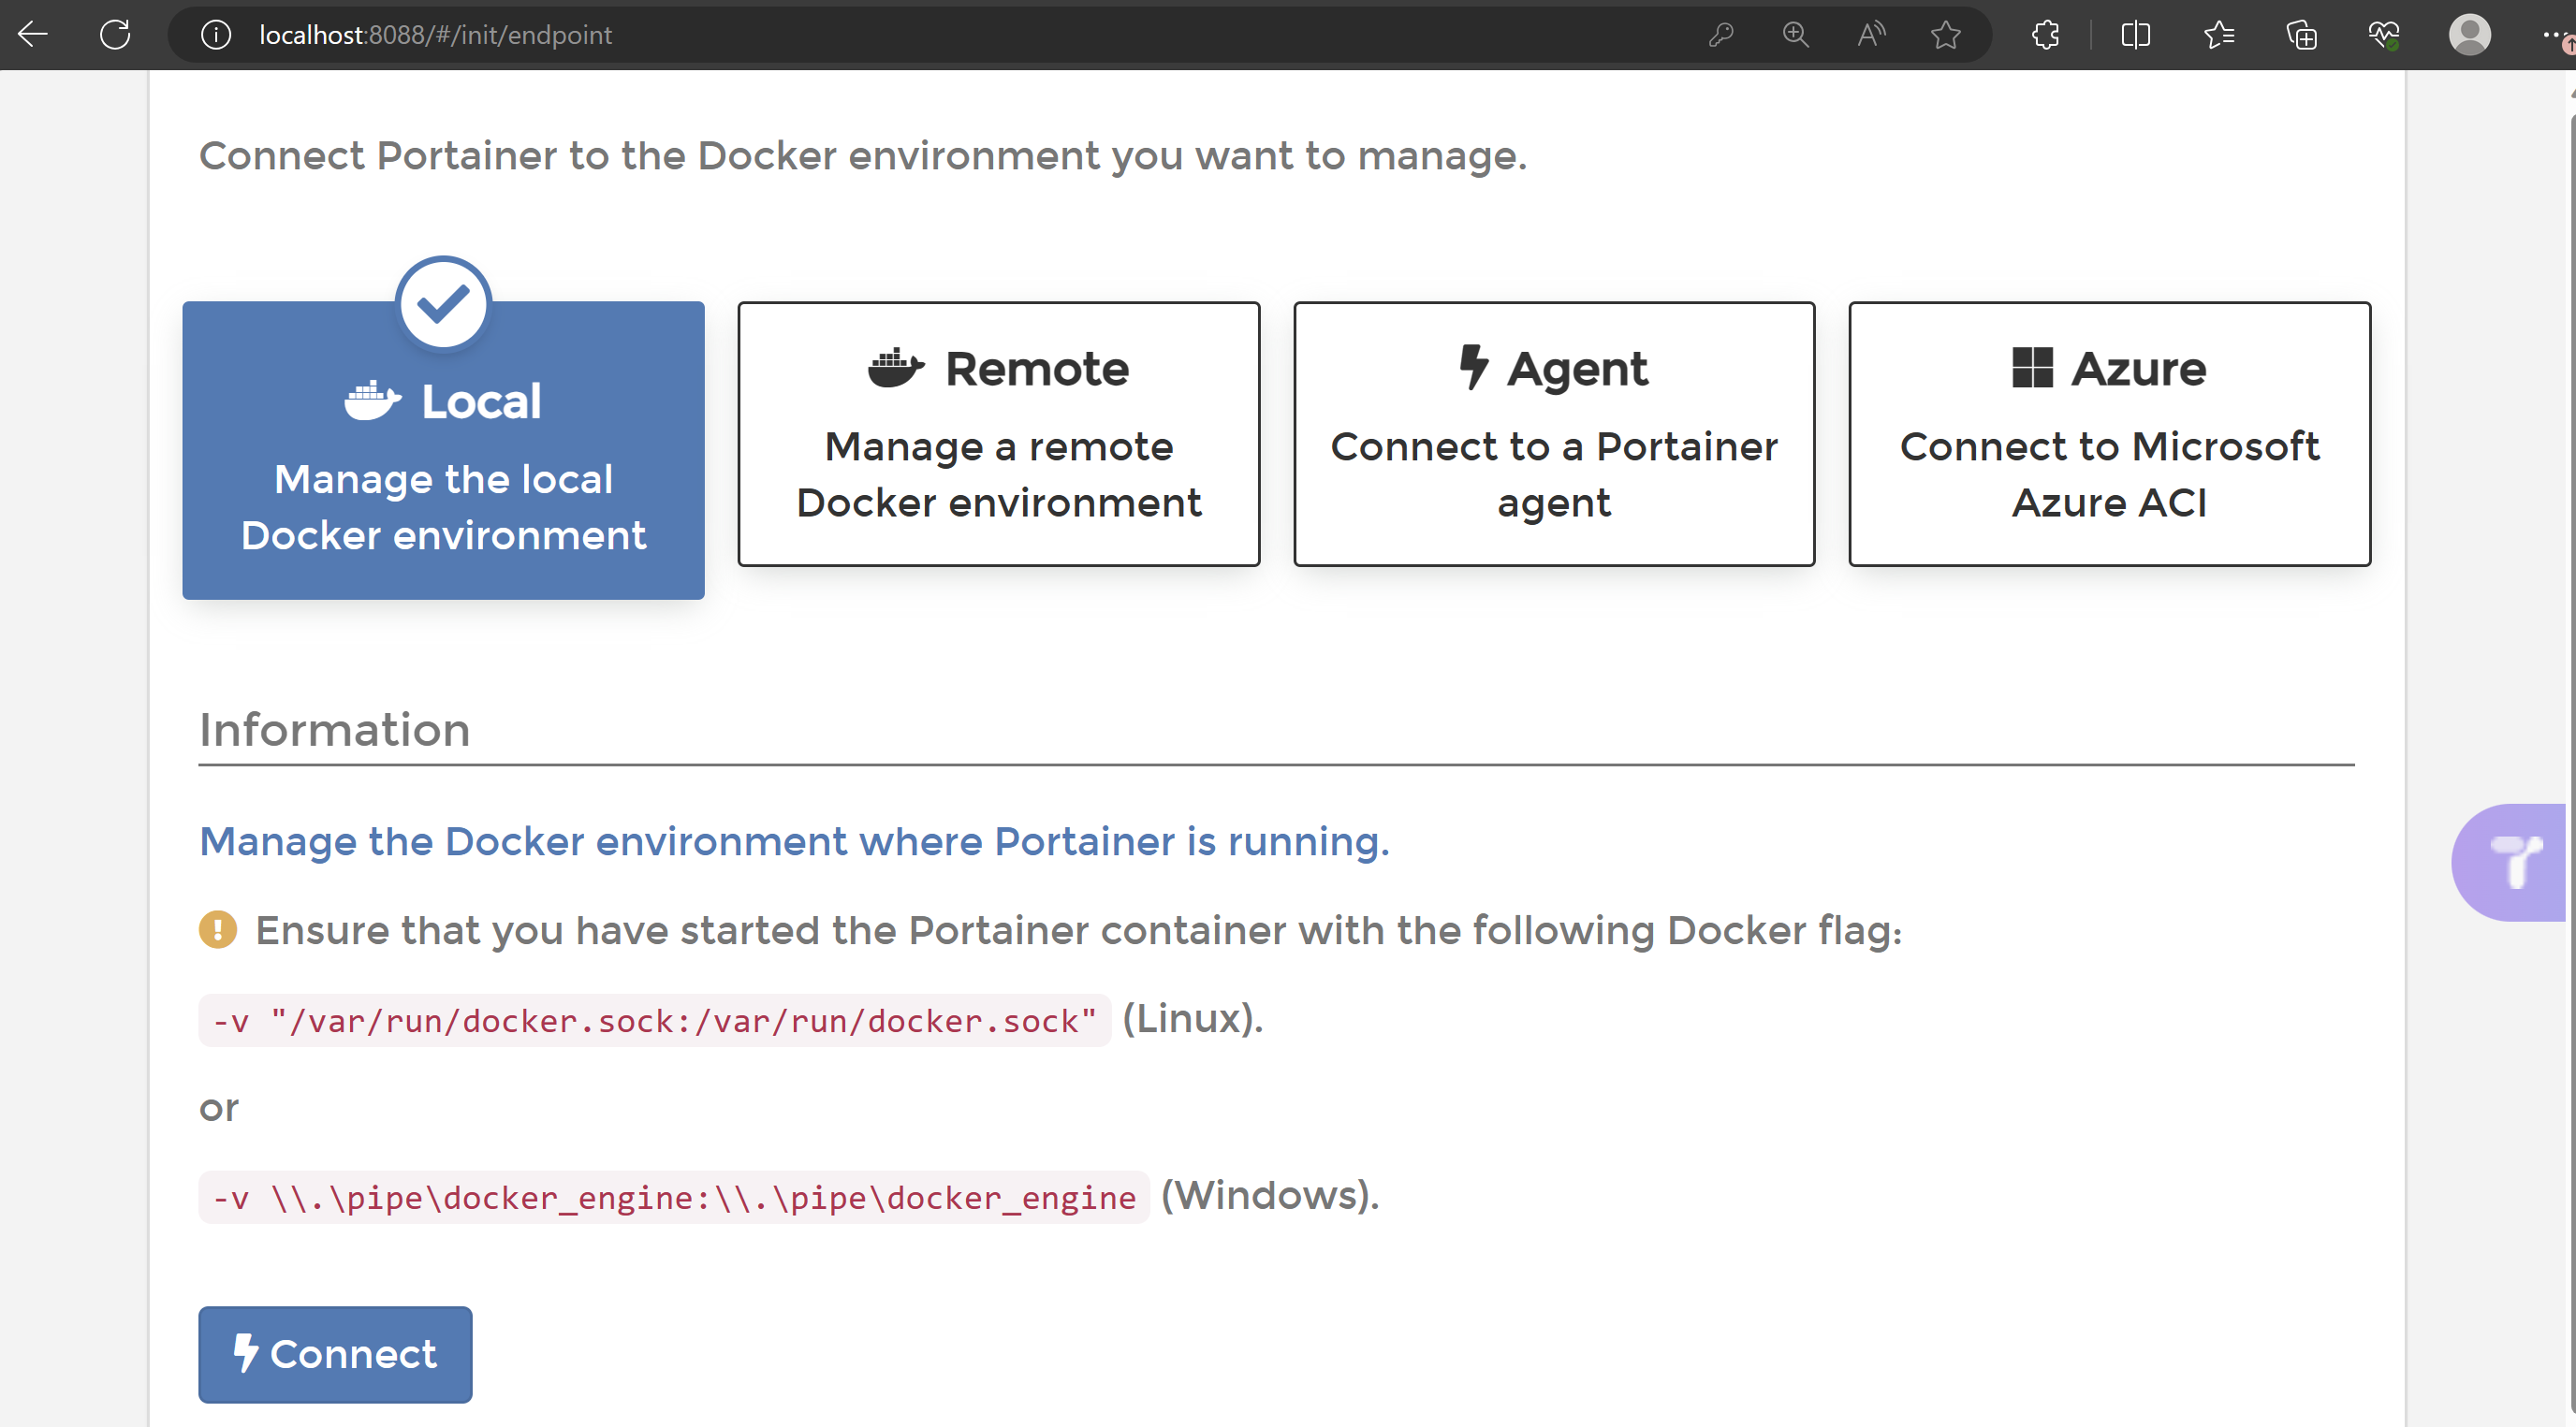 localhost:8088/#/init/endpoint
Connect Portainer to the Docker environment you want to manage.
Local
Manage the local
Docker environment
Remote
Manage a remote
Docker environment
Agent
Connect to a Portainer
agent
Azure
Connect to Microsoft
Azure ACI
Information
Manage the Docker environment where Portainer is running.
Ensure that you have started the Portainer container with the following Docker flag:
-v "/var/run/docker.sock:/var/run/docker.sock" (Linux).
or
-v \\.\pipe\docker_engine:\\.\pipe\docker_engine (Windows).
Connect